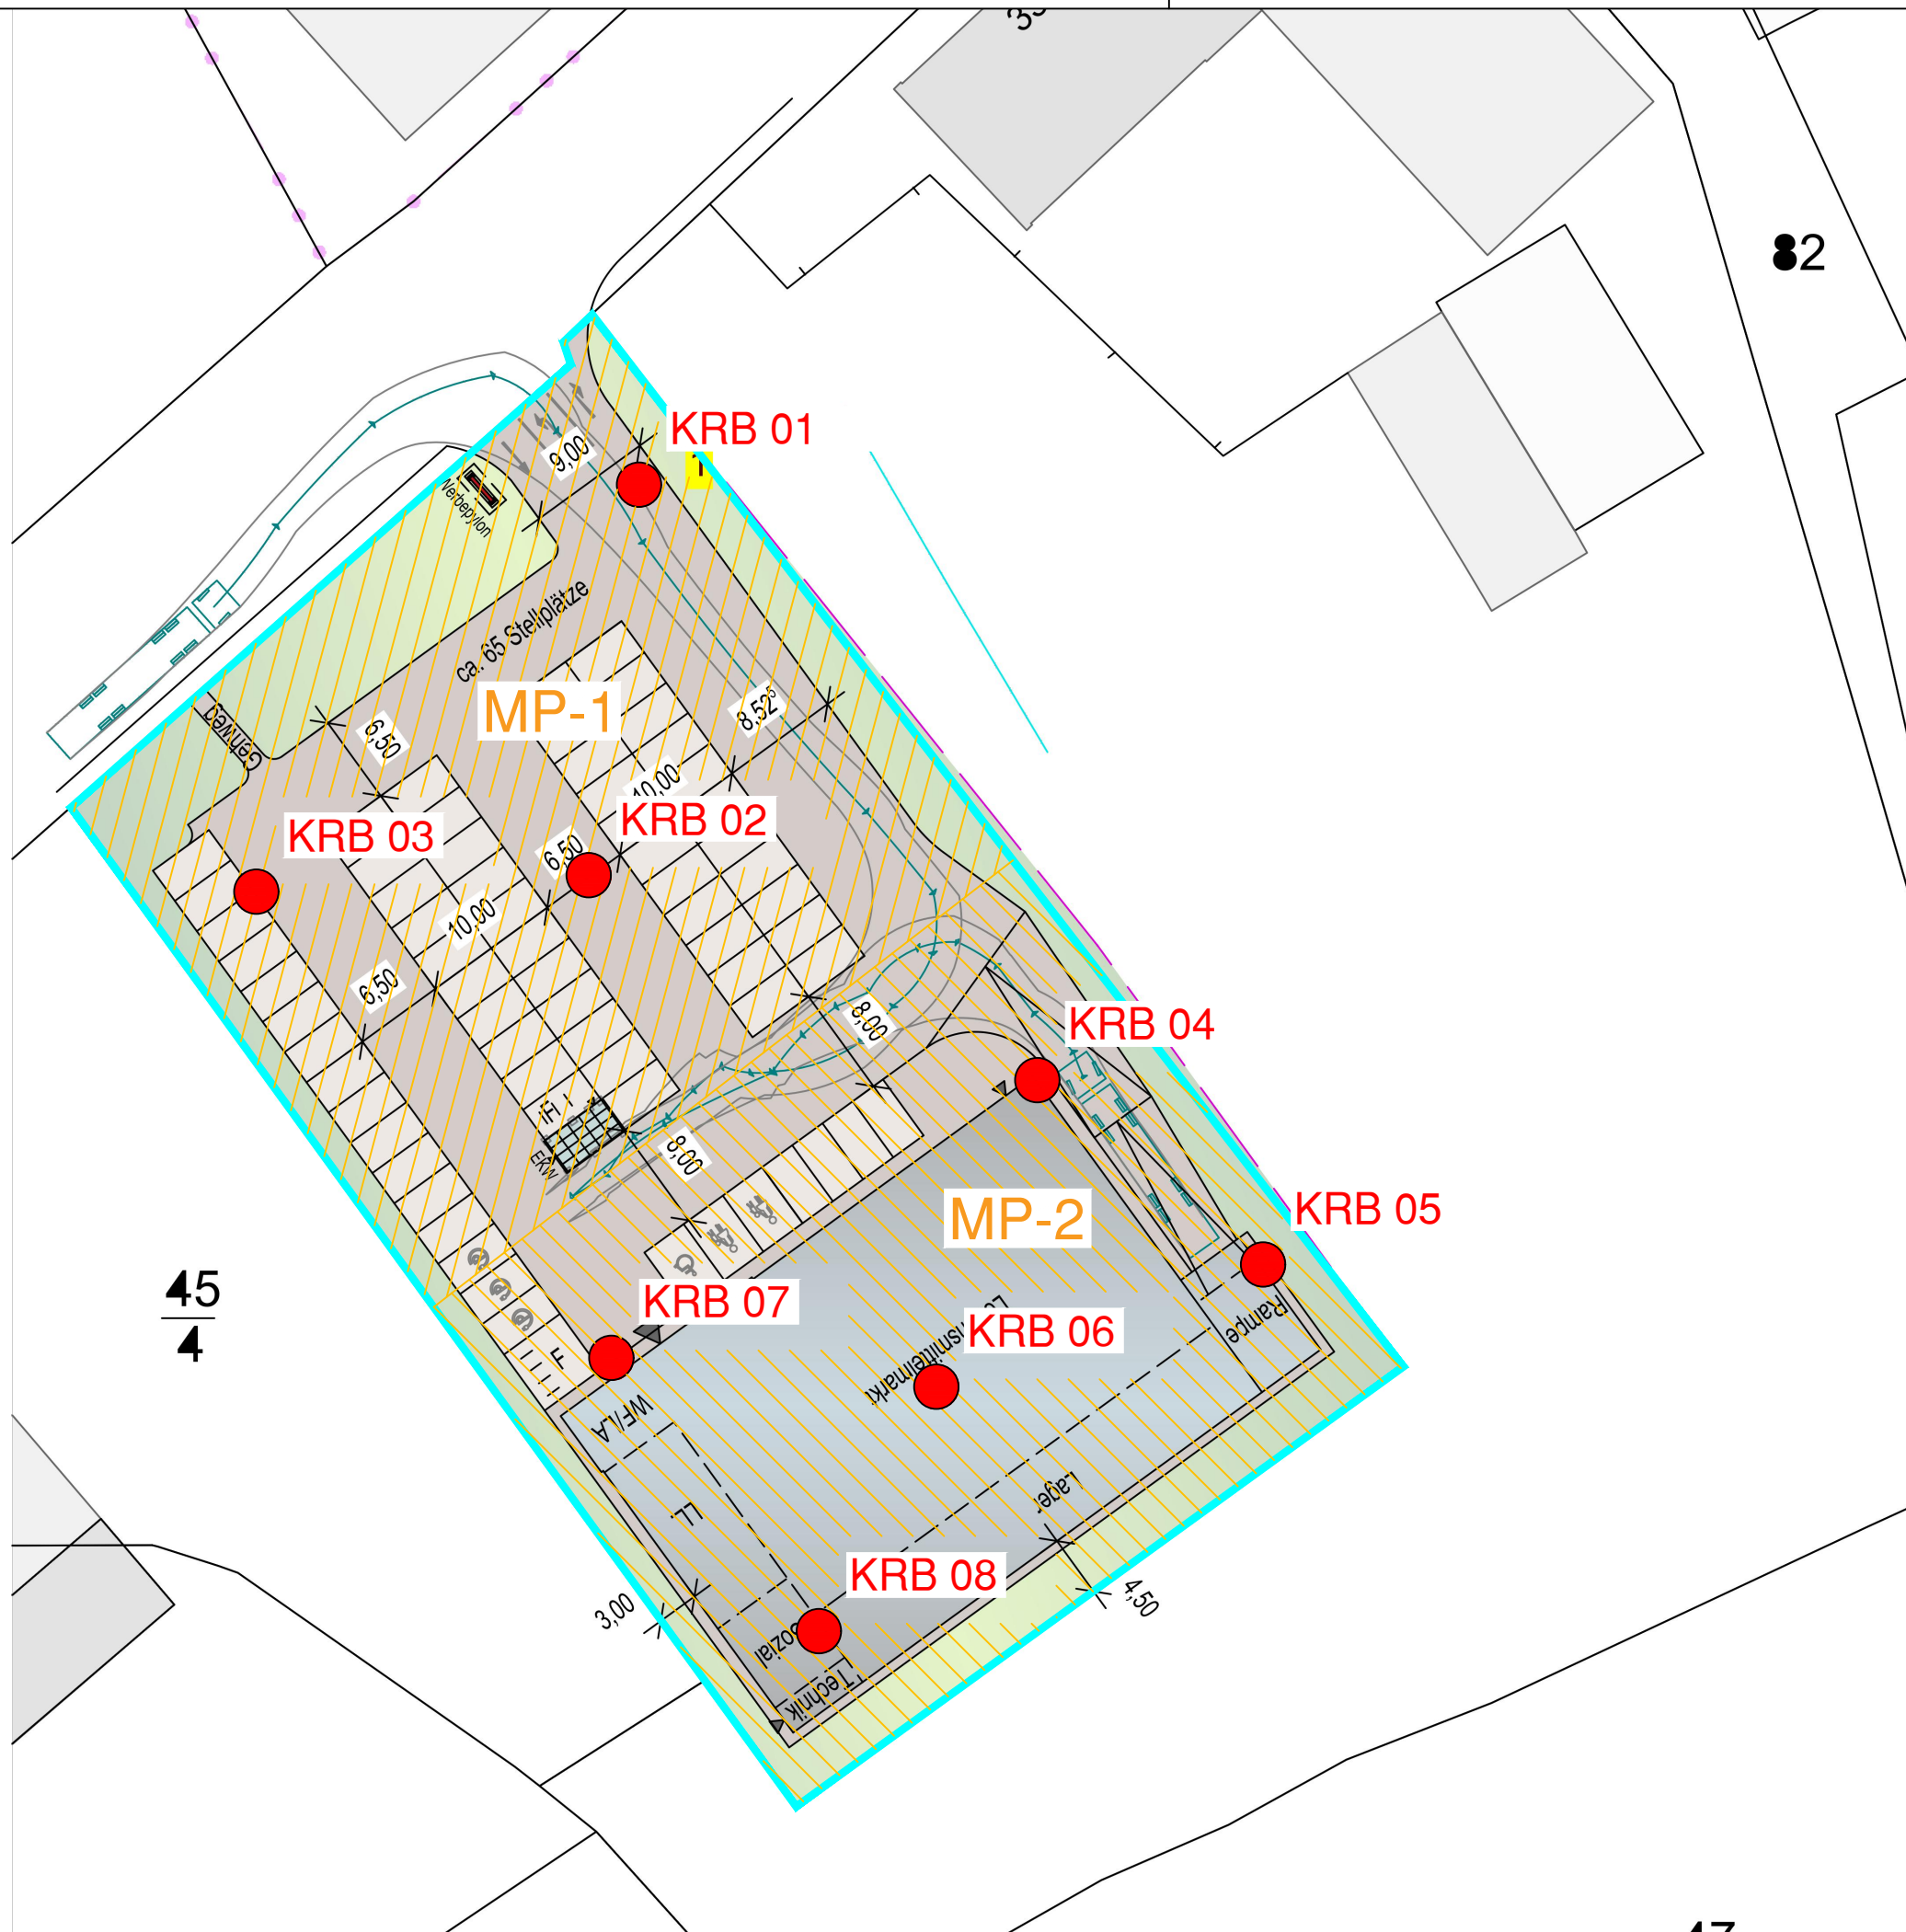 82
KRB 01
1
9,00
Werbepylon
ca. 65 Stellplätze
MP-1
8,52⁵
6,50
Gehweg
10,00
KRB 02
KRB 03
6,50
10,00
6,50
8,00
KRB 04
EKW
8,00
MP-2
KRB 05
45
4
KRB 07
KRB 06
Rampe
F
WF/LA
LL
Lager
KRB 08
3,00
4,50
Technik